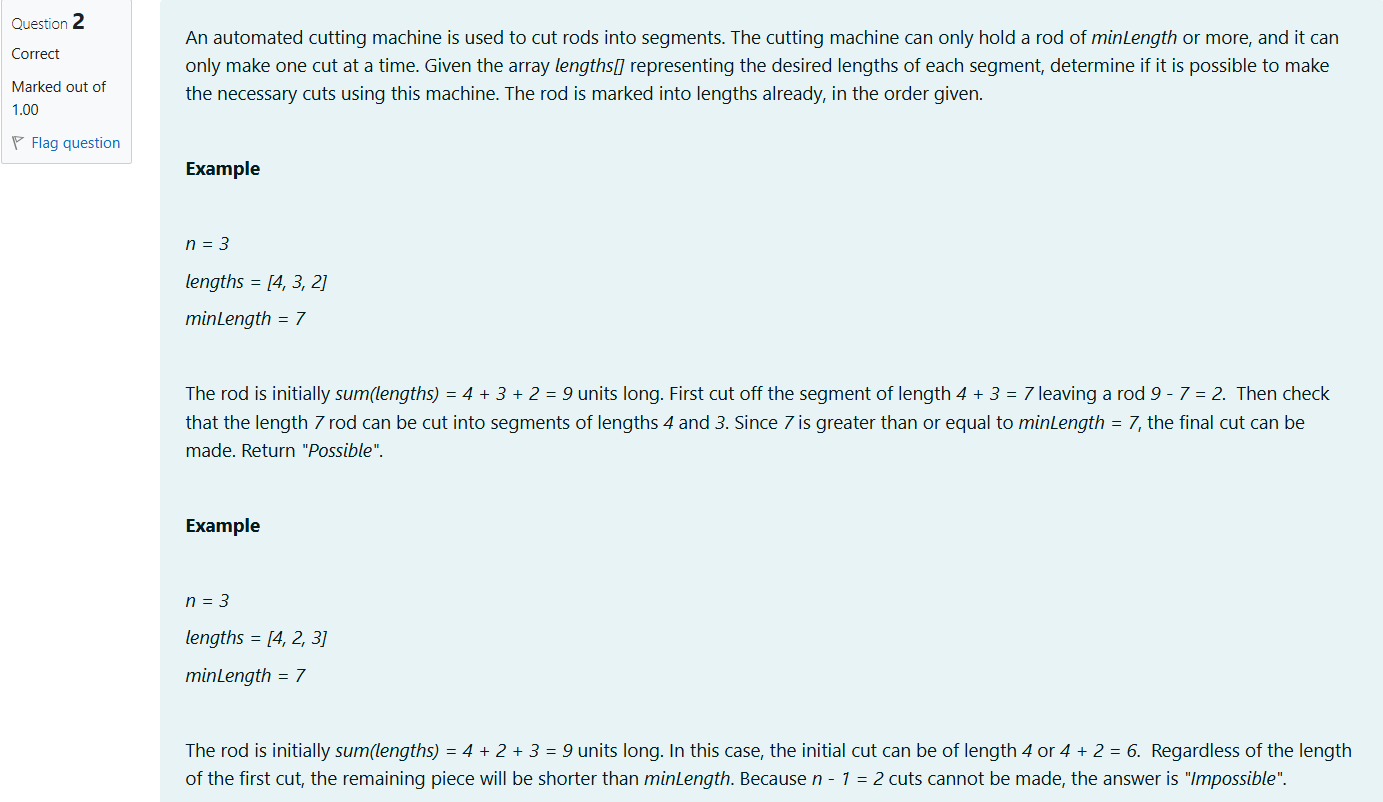 Question 2
Correct
Marked out of
1.00
Flag question
An automated cutting machine is used to cut rods into segments. The cutting machine can only hold a rod of minLength or more, and it can
only make one cut at a time. Given the array lengths[] representing the desired lengths of each segment, determine if it is possible to make
the necessary cuts using this machine. The rod is marked into lengths already, in the order given.
Example
n = 3
lengths = [4, 3, 2]
minLength = 7
The rod is initially sum(lengths) = 4 + 3 + 2 = 9 units long. First cut off the segment of length 4 + 3 = 7 leaving a rod 9 - 7 = 2.  Then check
that the length 7 rod can be cut into segments of lengths 4 and 3. Since 7 is greater than or equal to minLength = 7, the final cut can be
made. Return "Possible".
Example
n = 3
lengths = [4, 2, 3]
minLength = 7
The rod is initially sum(lengths) = 4 + 2 + 3 = 9 units long. In this case, the initial cut can be of length 4 or 4 + 2 = 6.  Regardless of the length
of the first cut, the remaining piece will be shorter than minLength. Because n - 1 = 2 cuts cannot be made, the answer is "Impossible".